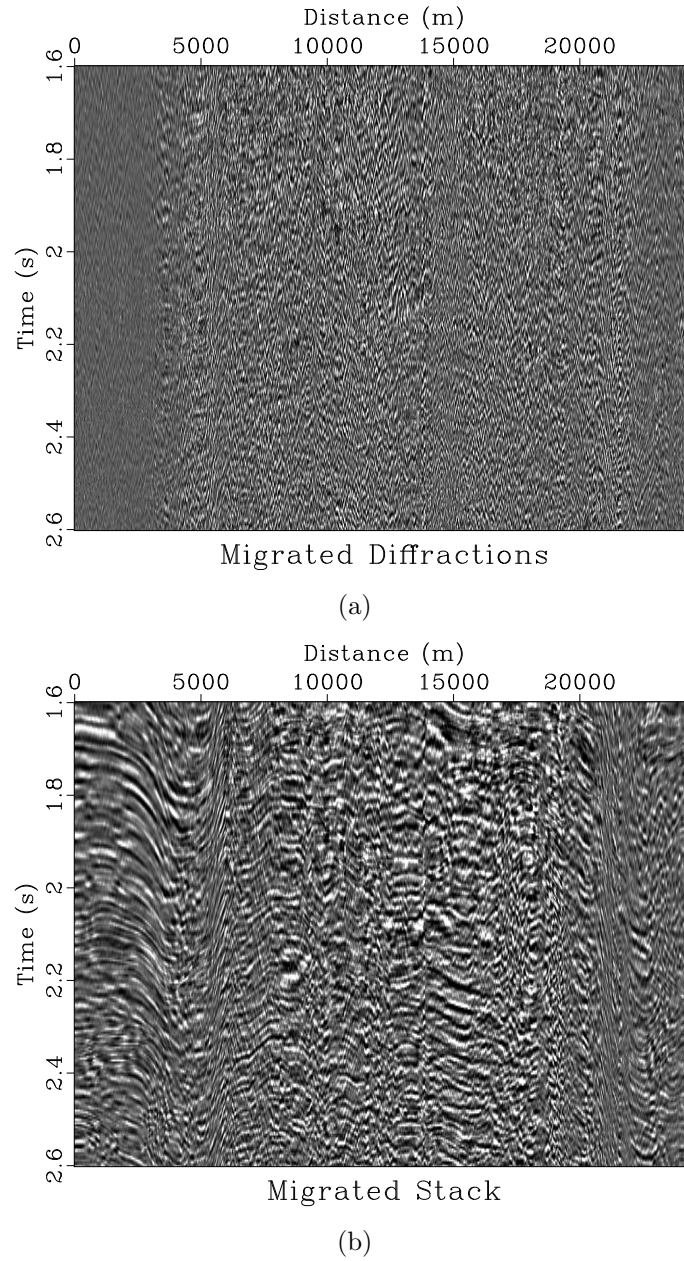 Distance (m)
0 5000 10000 15000 20000
1.6
1.8
2
2.2
2.4
2.6
Time (s)
Migrated Diffractions
(a)
Distance (m)
0 5000 10000 15000 20000
1.6
1.8
2
2.2
2.4
2.6
Time (s)
Migrated Stack
(b)